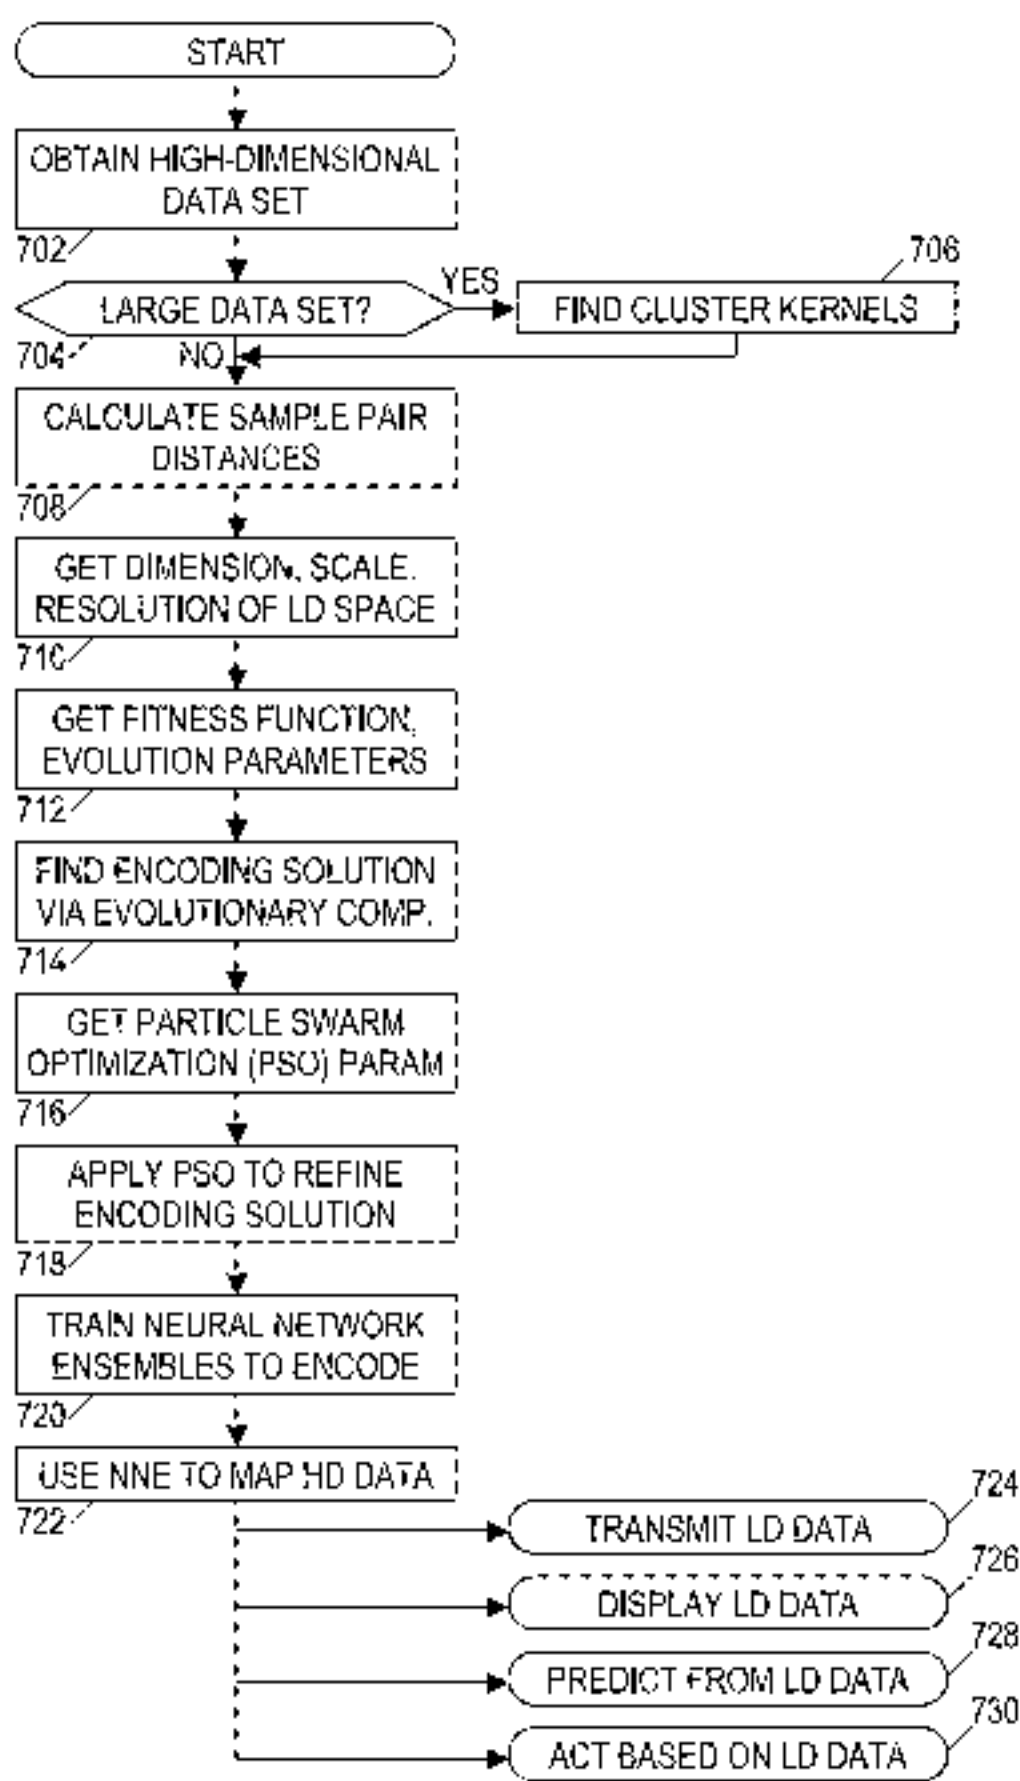 START
OBTAIN HIGH-DIMENSIONAL
DATA SET
702
706
YES
LARGE DATA SET?
FIND CLUSTER KERNELS
704
NO
CALCULATE SAMPLE PAIR
DISTANCES
708
GET DIMENSION, SCALE,
RESOLUTION OF LD SPACE
710
GET FITNESS FUNCTION,
EVOLUTION PARAMETERS
712
FIND ENCODING SOLUTION
VIA EVOLUTIONARY COMP.
714
GET PARTICLE SWARM
OPTIMIZATION (PSO) PARAM
716
APPLY PSO TO REFINE
ENCODING SOLUTION
718
TRAIN NEURAL NETWORK
ENSEMBLES TO ENCODE
720
USE NNE TO MAP HD DATA
722
724
TRANSMIT LD DATA
726
DISPLAY LD DATA
728
PREDICT FROM LD DATA
730
ACT BASED ON LD DATA